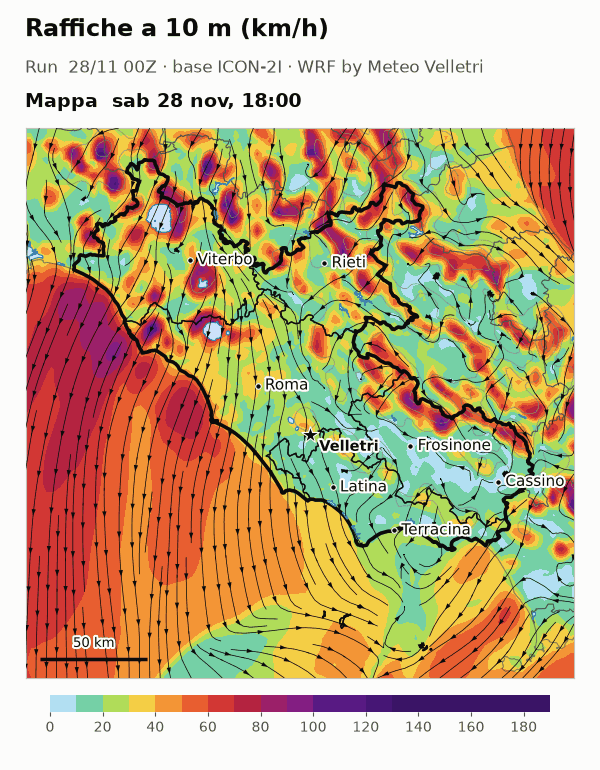 Raffiche a 10 m (km/h)
Run  28/11 00Z · base ICON-2I · WRF by Meteo Velletri
Mappa  sab 28 nov, 18:00
Viterbo
Rieti
Roma
Velletri
Frosinone
Cassino
Latina
Terracina
50 km
0 20 40 60 80 100 120 140 160 180